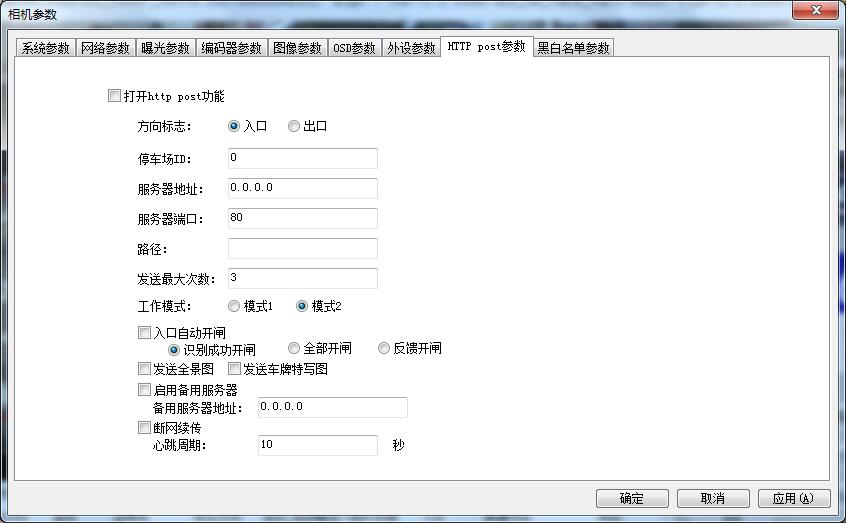 相机参数
系统参数 网络参数 曝光参数 编码器参数 图像参数 OSD参数 外设参数 HTTP post参数 黑白名单参数
打开http post功能
方向标志： 入口 出口
停车场ID： 0
服务器地址： 0.0.0.0
服务器端口： 80
路径：
发送最大次数： 3
工作模式： 模式1 模式2
入口自动开闸
识别成功开闸 全部开闸 反馈开闸
发送全景图 发送车牌特写图
启用备用服务器
备用服务器地址： 0.0.0.0
断网续传
心跳周期： 10 秒
确定 取消 应用(A)